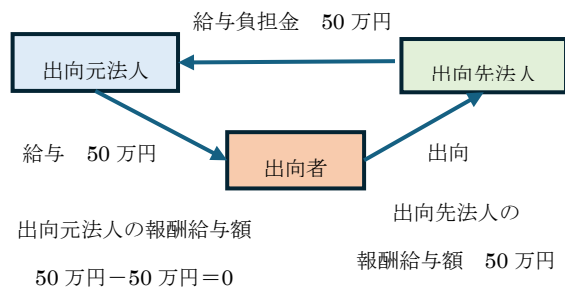 給与負担金　50 万円
出向元法人
出向先法人
給与　50 万円
出向者
出向
出向元法人の報酬給与額
50 万円－50 万円＝0
出向先法人の
報酬給与額　50 万円